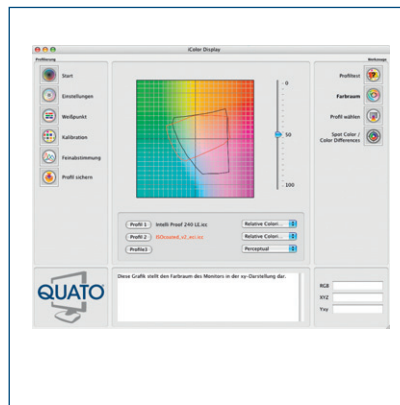 iColor Display
Profilierung
Werkzeuge
Start
Einstellungen
Weißpunkt
Kalibration
Feinabstimmung
Profil sichern
0
50
100
Profiltest
Farbraum
Profil wählen
Spot Color /
Color Differences
Profil 1 Intelli Proof 240 LE.icc Relative Colori...
Profil 2 ISOcoated_v2_eci.icc Relative Colori...
Profile3 Perceptual
QUATO
Diese Grafik stellt den Farbraum des Monitors in der xy-Darstellung dar.
RGB
XYZ
Yxy